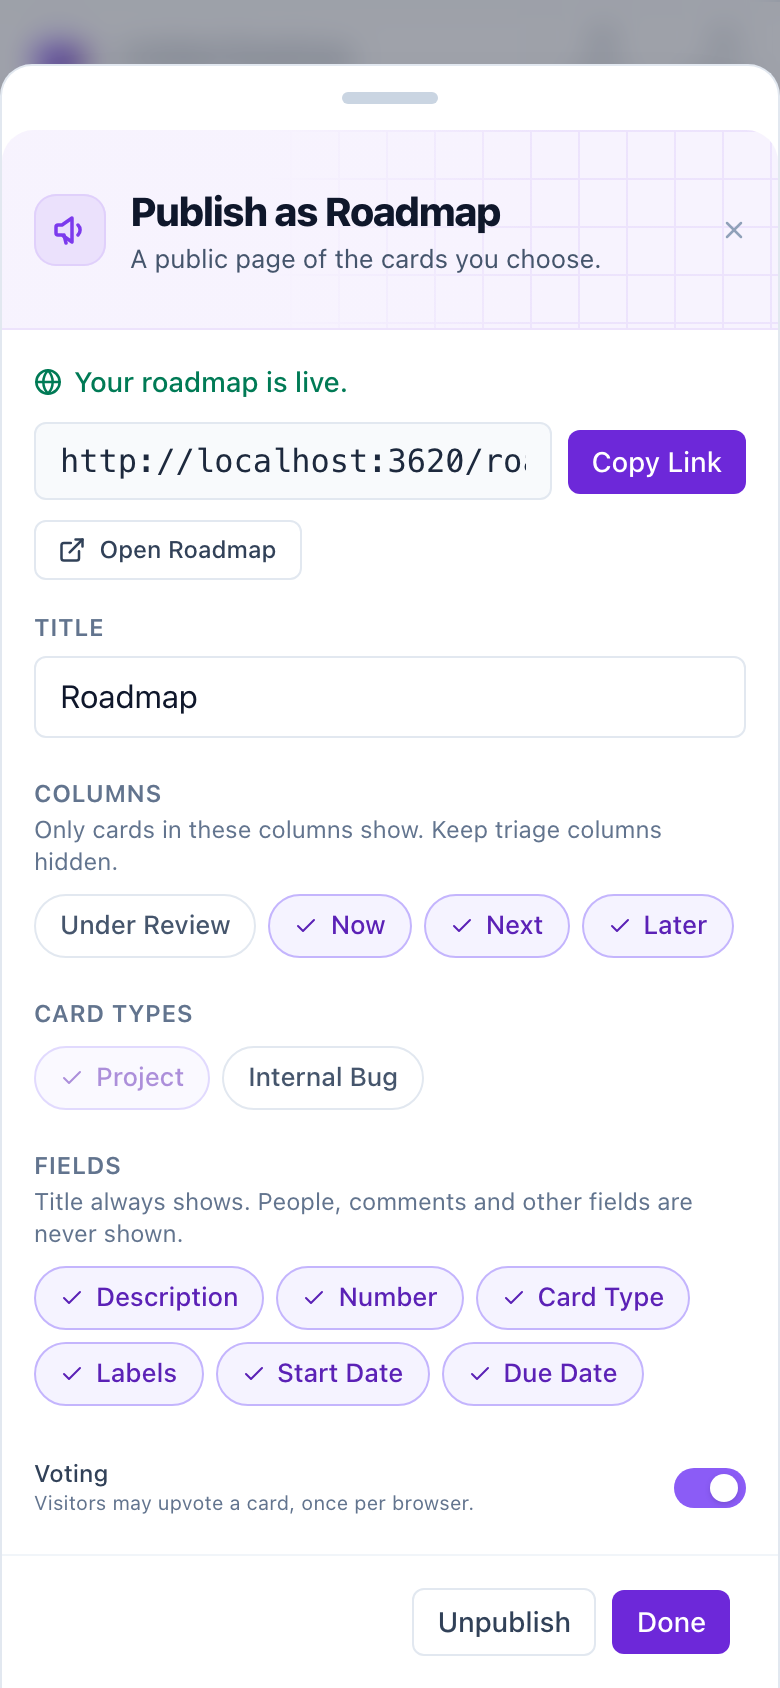 Publish as Roadmap
A public page of the cards you choose.
Your roadmap is live.
http://localhost:3620/ro
Copy Link
Open Roadmap
TITLE
Roadmap
COLUMNS
Only cards in these columns show. Keep triage columns
hidden.
Under Review
Now
Next
Later
CARD TYPES
Project
Internal Bug
FIELDS
Title always shows. People, comments and other fields are
never shown.
Description
Number
Card Type
Labels
Start Date
Due Date
Voting
Visitors may upvote a card, once per browser.
Unpublish
Done